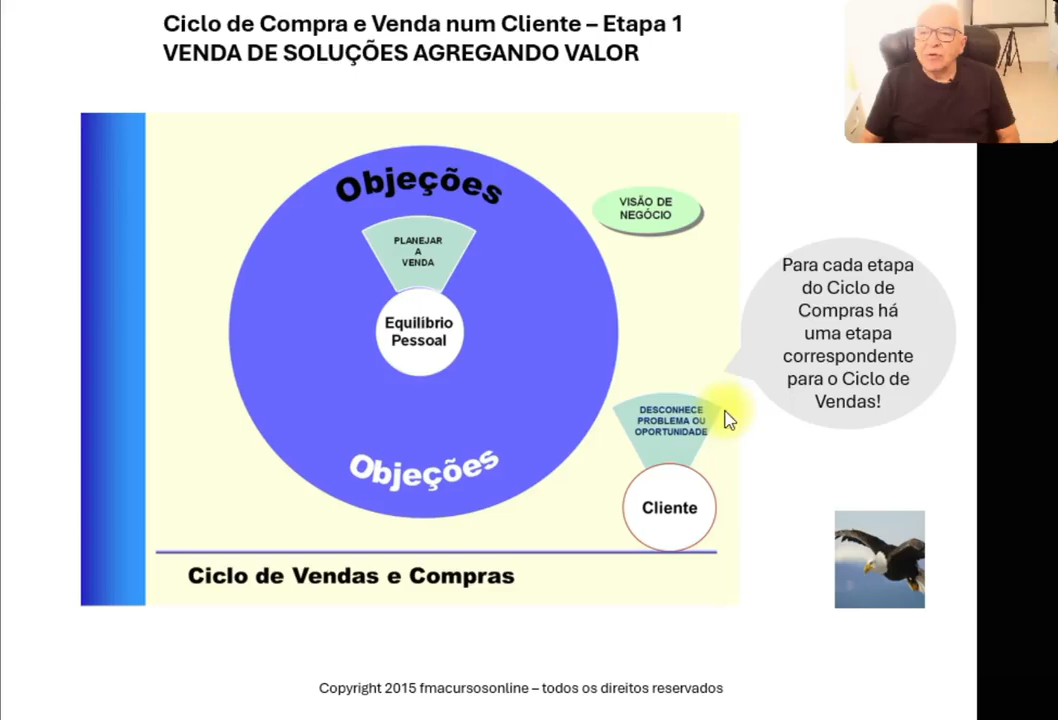 Ciclo de Compra e Venda num Cliente – Etapa 1
VENDA DE SOLUÇÕES AGREGANDO VALOR
Objeções
PLANEJAR
A
VENDA
Equilíbrio
Pessoal
Objeções
VISÃO DE
NEGÓCIO
Para cada etapa
do Ciclo de
Compras há
uma etapa
correspondente
para o Ciclo de
Vendas!
DESCONHECE
PROBLEMA OU
OPORTUNIDADE
Cliente
Ciclo de Vendas e Compras
Copyright 2015 fmacursosonline – todos os direitos reservados